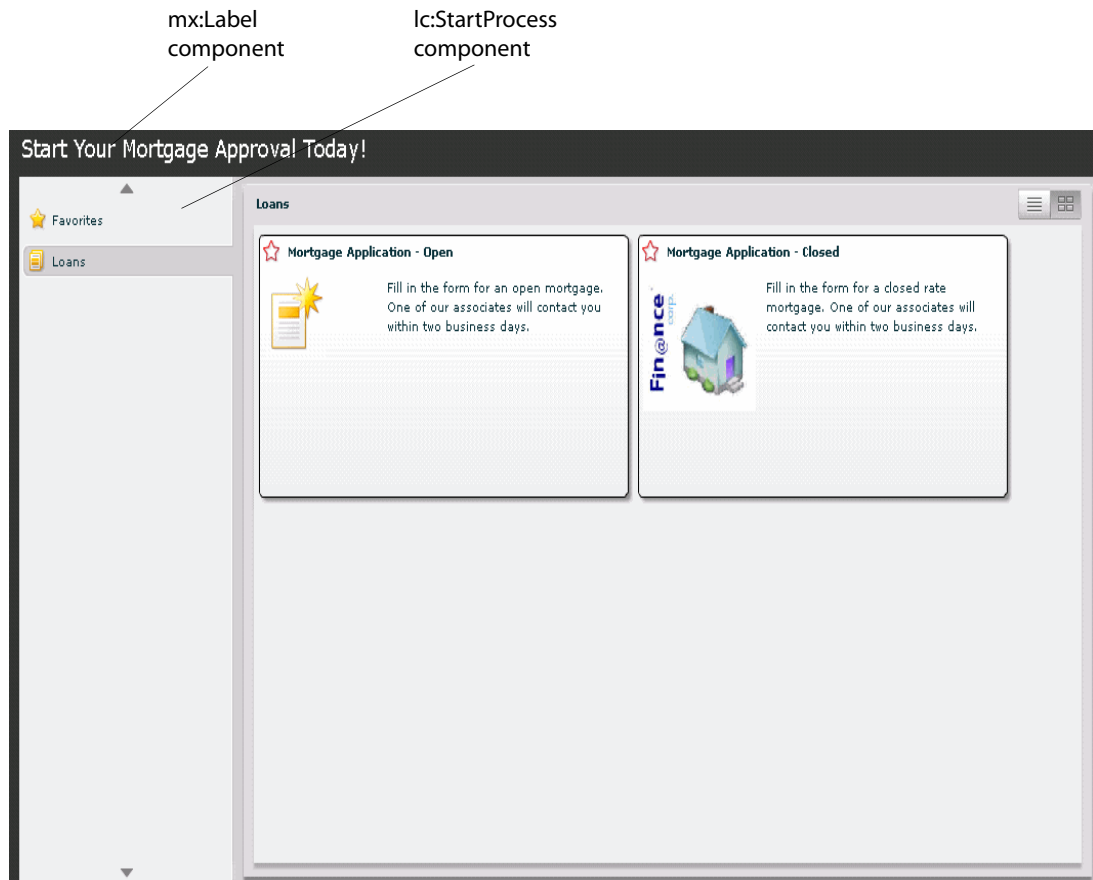 mx:Label
component
lc:StartProcess
component
Start Your Mortgage Approval Today!
Favorites
Loans
Loans
Mortgage Application - Open
Fill in the form for an open mortgage.
One of our associates will contact you
within two business days.
Mortgage Application - Closed
Fin@nce
corp.
Fill in the form for a closed rate
mortgage. One of our associates will
contact you within two business days.